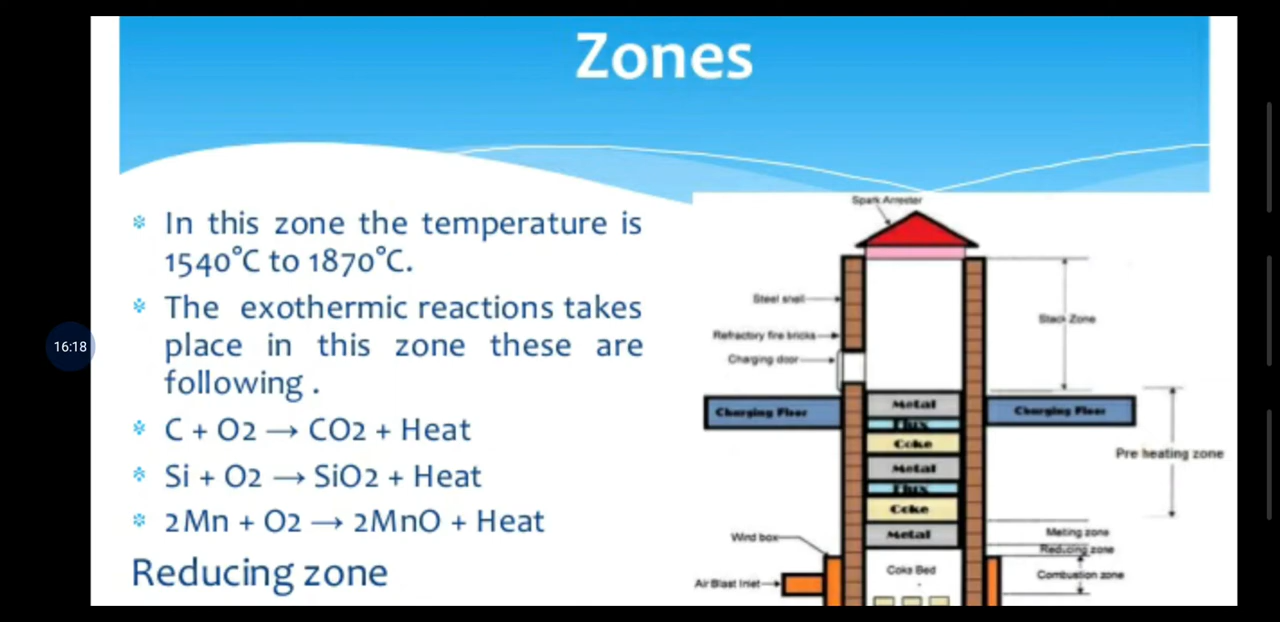 Zones
In this zone the temperature is
1540°C to 1870°C.
The exothermic reactions takes
place in this zone these are
following .
C + O2 → CO2 + Heat
Si + O2 → SiO2 + Heat
2Mn + O2 → 2MnO + Heat
Reducing zone
16:18
Spark Arrester
Steel shell
Stack Zone
Refractory fire bricks
Charging door
Charging Floor
Metal
Charging Floor
Flux
Coke
Pre heating zone
Metal
Flux
Coke
Metal
Wind box
Melting zone
Reducing zone
Coke Bed
Combustion zone
Air Blast Inlet